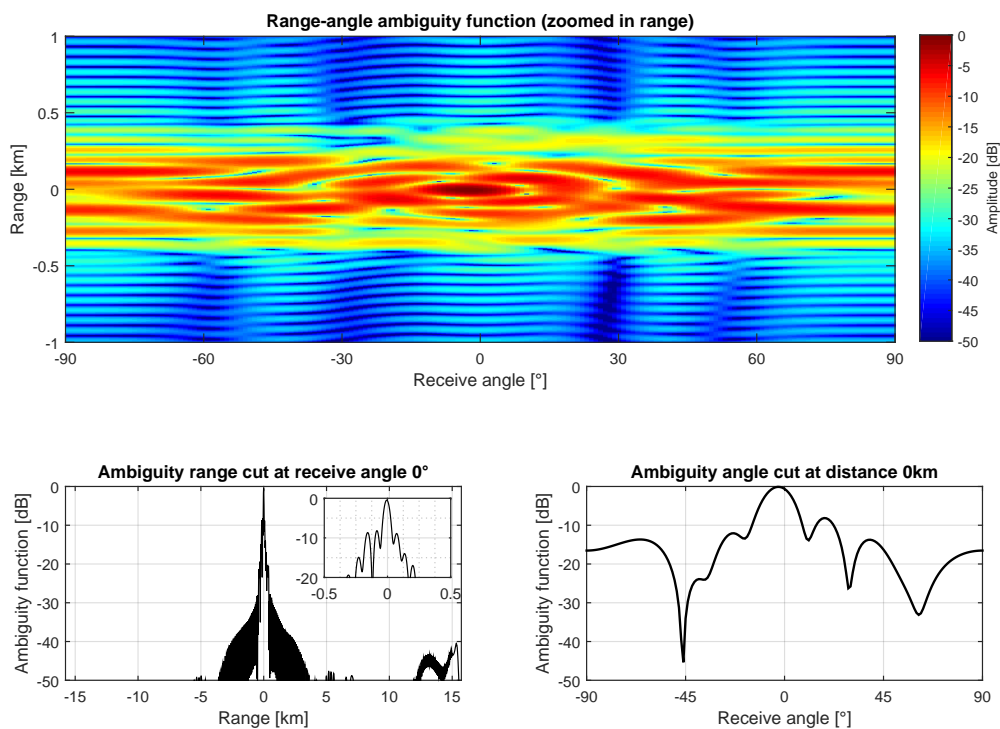 Range-angle ambiguity function (zoomed in range)
1
0.5
0
-0.5
-1
Range [km]
-90 -60 -30 0 30 60 90
Receive angle [°]
0
-5
-10
-15
-20
-25
-30
-35
-40
-45
-50
Amplitude [dB]
Ambiguity range cut at receive angle 0°
0
-10
-20
-30
-40
-50
Ambiguity function [dB]
-15 -10 -5 0 5 10 15
Range [km]
0
-10
-20
-0.5 0 0.5
Ambiguity angle cut at distance 0km
0
-10
-20
-30
-40
-50
Ambiguity function [dB]
-90 -45 0 45 90
Receive angle [°]